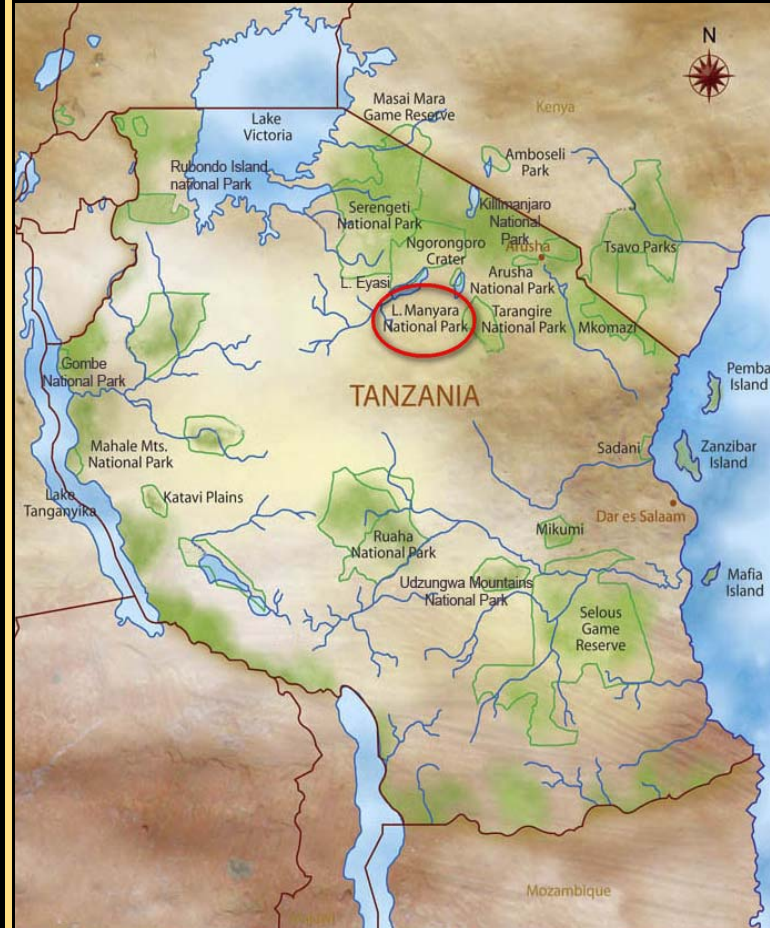 N
Masai Mara
Game Reserve
Kenya
Lake
Victoria
Amboseli
Park
Rubondo Island
national Park
Serengeti
National Park
Killimanjaro
National
Park
Arusha
Tsavo Parks
Ngorongoro
Crater
L. Eyasi
Arusha
National Park
L. Manyara
National Park
Tarangire
National Park
Mkomazi
Gombe
National Park
TANZANIA
Pemba
Island
Mahale Mts.
National Park
Sadani
Zanzibar
Island
Lake
Tanganyika
Katavi Plains
Dar es Salaam
Mikumi
Ruaha
National Park
Udzungwa Mountains
National Park
Mafia
Island
Selous
Game
Reserve
Mozambique